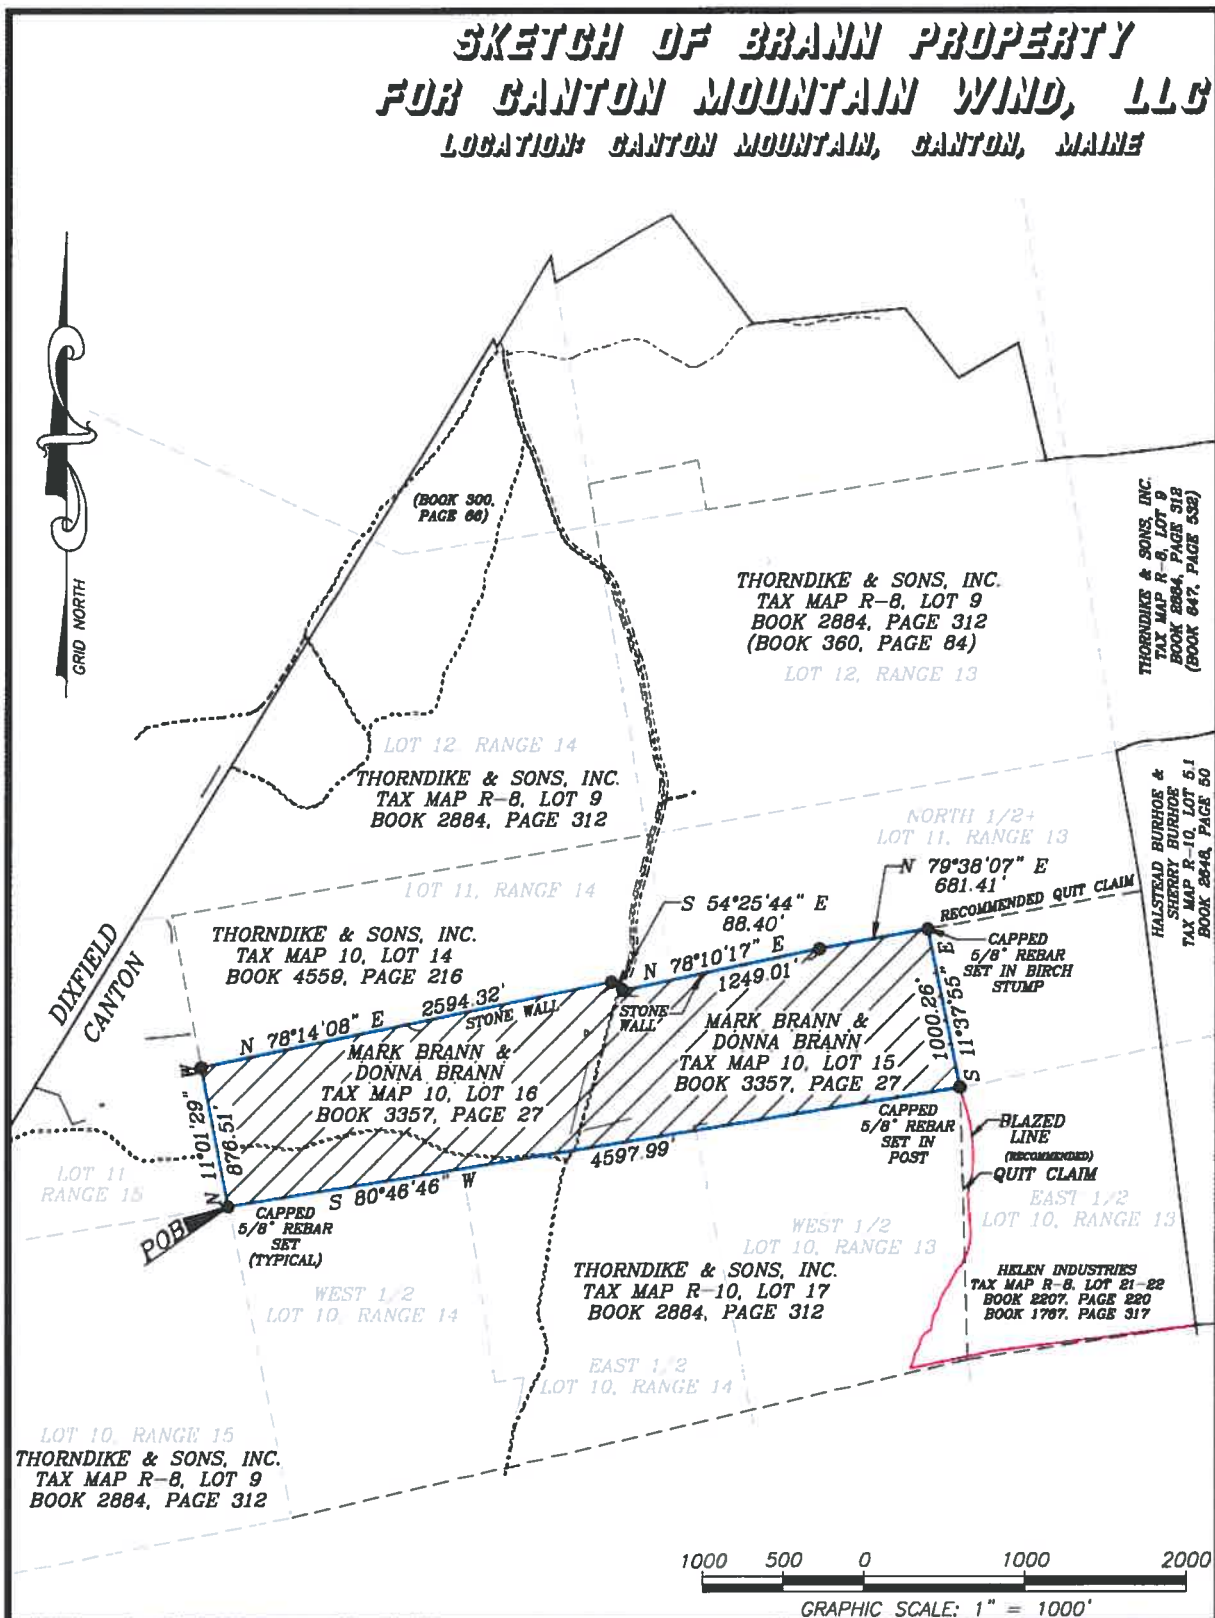 SKETCH OF BRANN PROPERTY
FOR CANTON MOUNTAIN WIND, LLC
LOCATION: CANTON MOUNTAIN, CANTON, MAINE
GRID NORTH
(BOOK 300,
PAGE 66)
THORNDIKE & SONS, INC.
TAX MAP R-8, LOT 9
BOOK 2884, PAGE 312
(BOOK 647, PAGE 532)
THORNDIKE & SONS, INC.
TAX MAP R-8, LOT 9
BOOK 2884, PAGE 312
(BOOK 360, PAGE 84)
LOT 12, RANGE 13
LOT 12 RANGE 14
THORNDIKE & SONS, INC.
TAX MAP R-8, LOT 9
BOOK 2884, PAGE 312
HALSTEAD BURHOE &
SHERRY BURHOE
TAX MAP R-10, LOT 5.1
BOOK 2848, PAGE 50
NORTH 1/2+
LOT 11, RANGE 13
LOT 11, RANGE 14
N 79°38'07" E
681.41'
RECOMMENDED QUIT CLAIM
S 54°25'44" E
88.40'
THORNDIKE & SONS, INC.
TAX MAP 10, LOT 14
BOOK 4559, PAGE 216
DIXFIELD
CANTON
N 78°10'17" E
1249.01'
CAPPED
5/8" REBAR
SET IN BIRCH
STUMP
N 78°14'08" E
2594.32'
STONE WALL
STONE
WALL
MARK BRANN &
DONNA BRANN
TAX MAP 10, LOT 16
BOOK 3357, PAGE 27
MARK BRANN &
DONNA BRANN
TAX MAP 10, LOT 15
BOOK 3357, PAGE 27
S 11°37'55" E
1000.26'
N 11°01'29" W
878.51'
S 80°46'46" W
4597.99'
CAPPED
5/8" REBAR
SET IN
POST
BLAZED
LINE
(RECOMMENDED)
QUIT CLAIM
LOT 11
RANGE 15
POB
CAPPED
5/8" REBAR
SET
(TYPICAL)
EAST 1/2
LOT 10, RANGE 13
WEST 1/2
LOT 10, RANGE 13
WEST 1/2
LOT 10, RANGE 14
THORNDIKE & SONS, INC.
TAX MAP R-10, LOT 17
BOOK 2884, PAGE 312
HELEN INDUSTRIES
TAX MAP R-8, LOT 21-22
BOOK 2207, PAGE 220
BOOK 1767, PAGE 317
EAST 1/2
LOT 10, RANGE 14
LOT 10, RANGE 15
THORNDIKE & SONS, INC.
TAX MAP R-8, LOT 9
BOOK 2884, PAGE 312
1000 500 0 1000 2000
GRAPHIC SCALE: 1" = 1000'